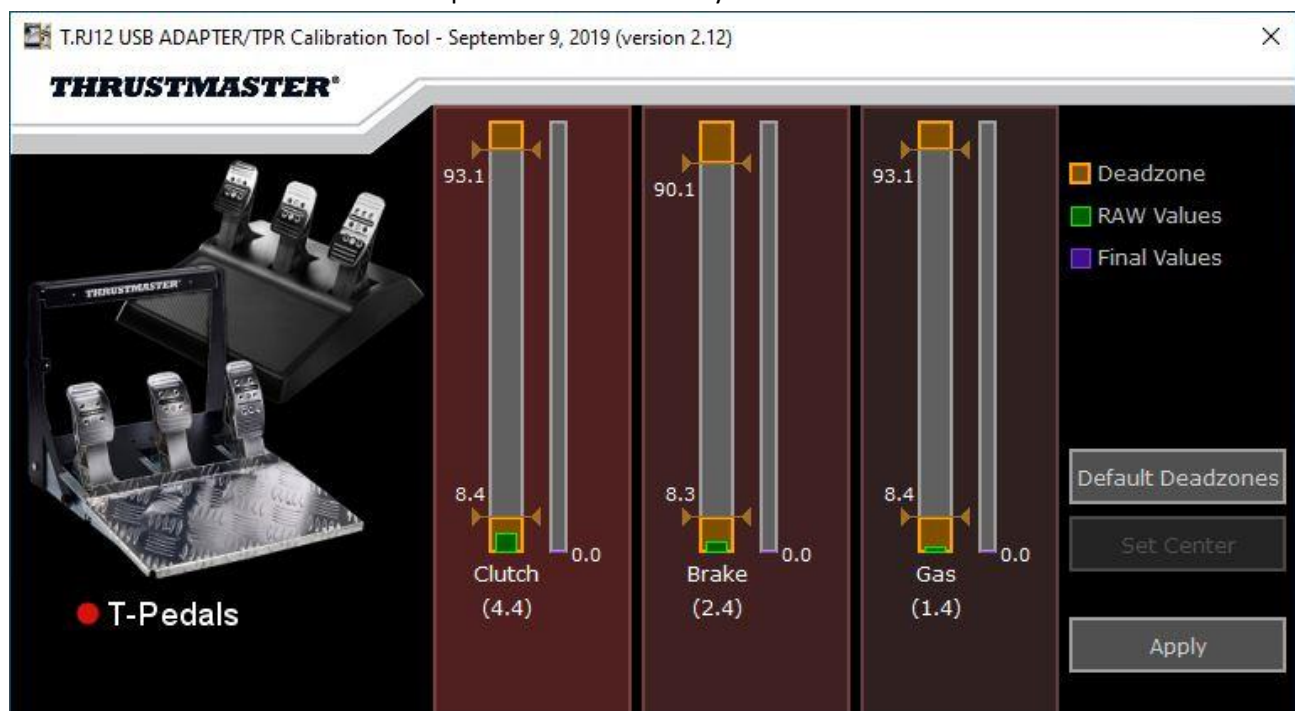 T.RJ12 USB ADAPTER/TPR Calibration Tool - September 9, 2019 (version 2.12)
THRUSTMASTER®
THRUSTMASTER
T-Pedals
93.1
8.4
0.0
Clutch
(4.4)
90.1
8.3
0.0
Brake
(2.4)
93.1
8.4
0.0
Gas
(1.4)
Deadzone
RAW Values
Final Values
Default Deadzones
Set Center
Apply